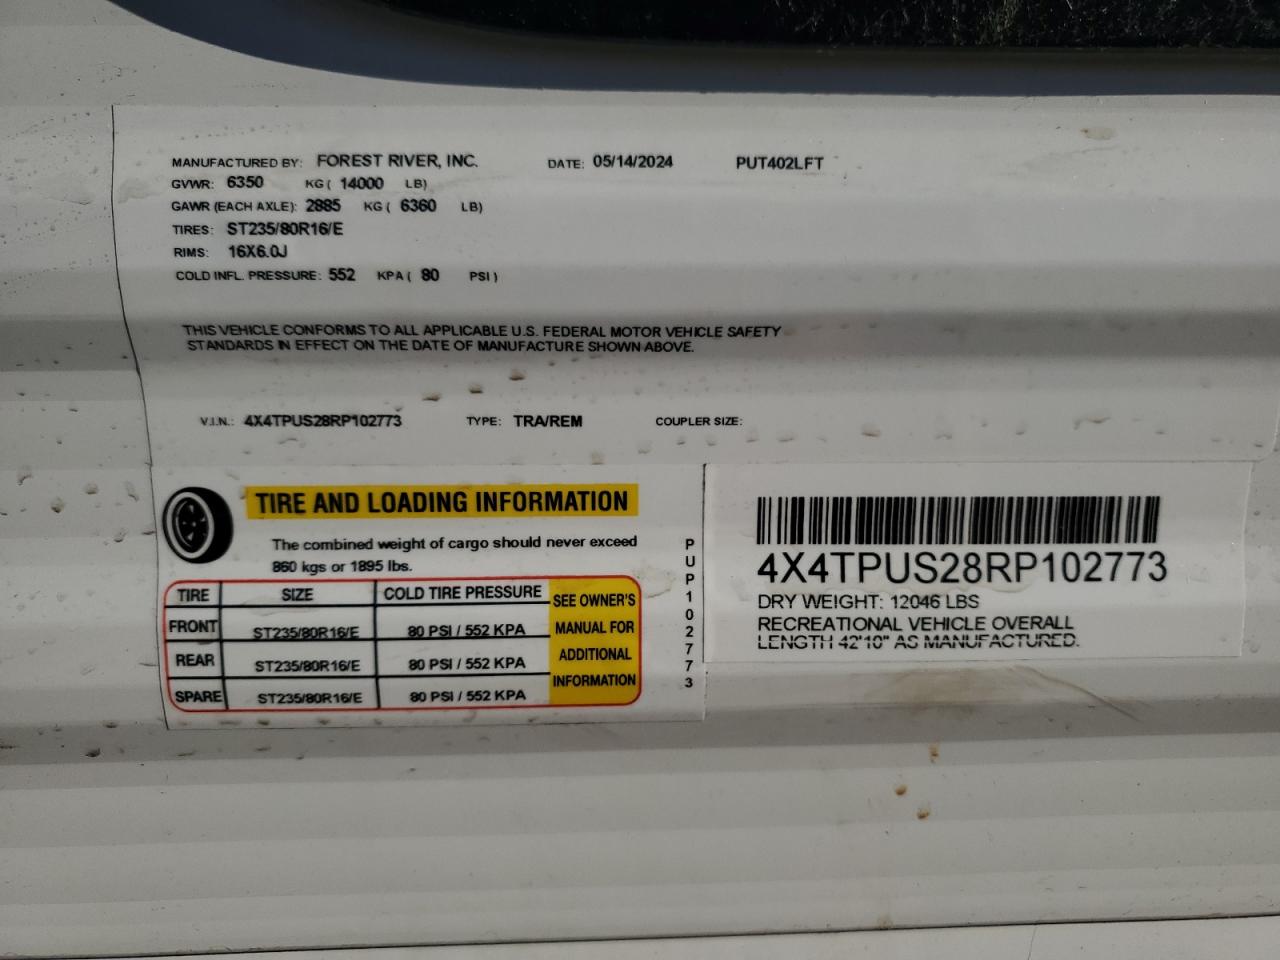 MANUFACTURED BY: FOREST RIVER, INC. DATE: 05/14/2024 PUT402LFT
GVWR: 6350 KG ( 14000 LB)
GAWR (EACH AXLE): 2885 KG ( 6360 LB)
TIRES: ST235/80R16/E
RIMS: 16X6.0J
COLD INFL. PRESSURE: 552 KPA ( 80 PSI )
THIS VEHICLE CONFORMS TO ALL APPLICABLE U.S. FEDERAL MOTOR VEHICLE SAFETY
STANDARDS IN EFFECT ON THE DATE OF MANUFACTURE SHOWN ABOVE.
V.I.N.: 4X4TPUS28RP102773 TYPE: TRA/REM COUPLER SIZE:
TIRE AND LOADING INFORMATION
The combined weight of cargo should never exceed
860 kgs or 1895 lbs.
TIRE SIZE COLD TIRE PRESSURE
FRONT ST235/80R16/E 80 PSI / 552 KPA
REAR ST235/80R16/E 80 PSI / 552 KPA
SPARE ST235/80R16/E 80 PSI / 552 KPA
SEE OWNER'S
MANUAL FOR
ADDITIONAL
INFORMATION
PUP102773
4X4TPUS28RP102773
DRY WEIGHT: 12046 LBS
RECREATIONAL VEHICLE OVERALL
LENGTH 42'10" AS MANUFACTURED.